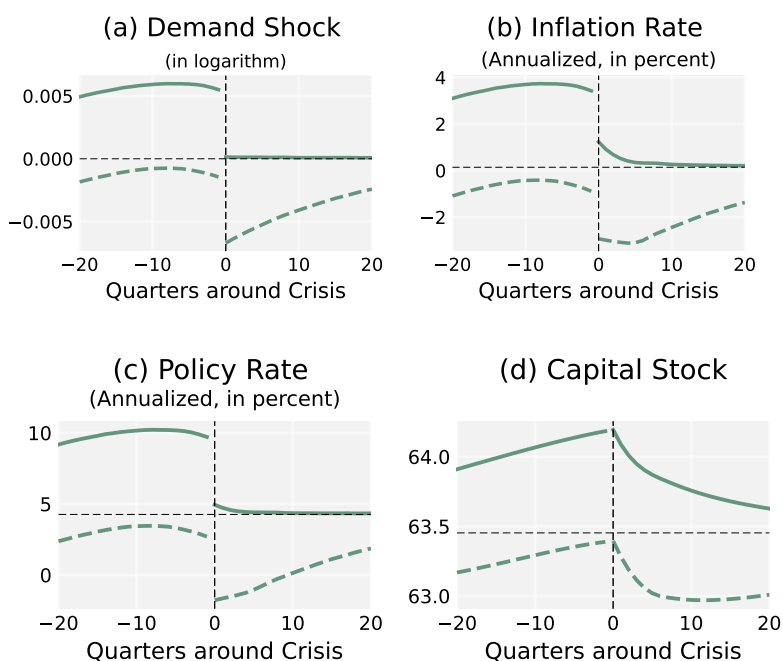 (a) Demand Shock
(in logarithm)
0.005
0.000
−0.005
−20 −10 0 10 20
Quarters around Crisis
(b) Inflation Rate
(Annualized, in percent)
4
2
0
−2
−20 −10 0 10 20
Quarters around Crisis
(c) Policy Rate
(Annualized, in percent)
10
5
0
−20 −10 0 10 20
Quarters around Crisis
(d) Capital Stock
64.0
63.5
63.0
−20 −10 0 10 20
Quarters around Crisis